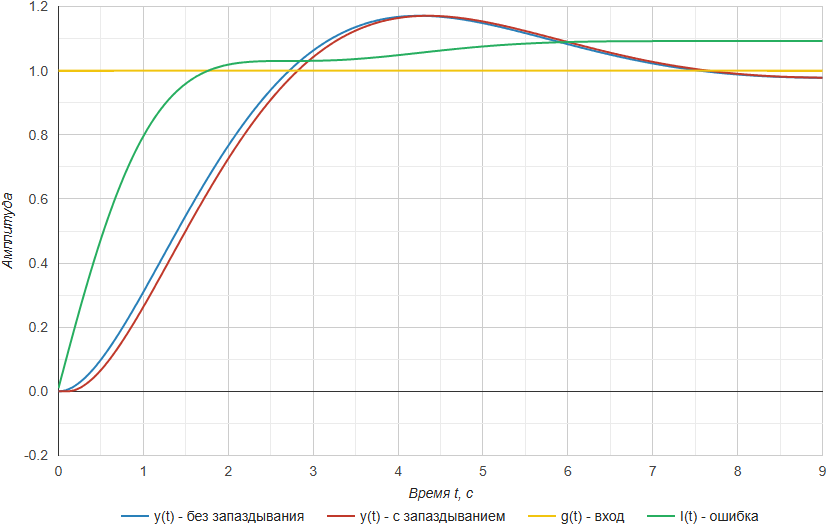 1.2
1.0
0.8
0.6
0.4
0.2
0.0
-0.2
Амплитуда
0 1 2 3 4 5 6 7 8 9
Время t, с
y(t) - без запаздывания y(t) - с запаздыванием g(t) - вход I(t) - ошибка